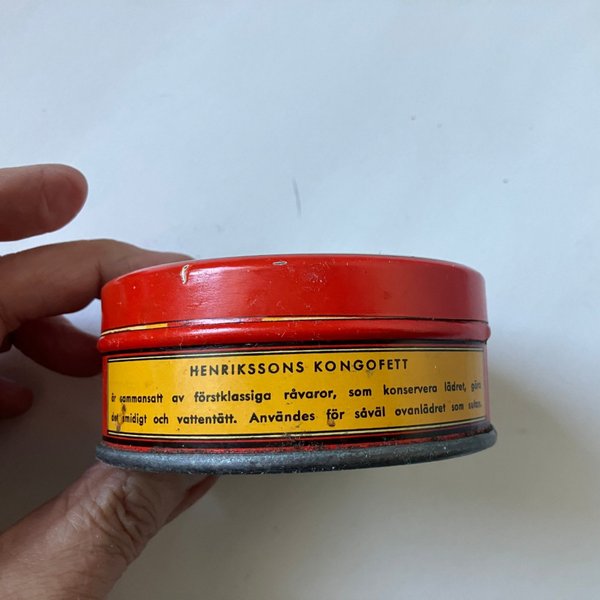 HENRIKSSONS KONGOFETT
är sammansatt av förstklassiga råvaror, som konservera lädret, göra
det smidigt och vattentätt. Användes för såväl ovanlädret som sulan.